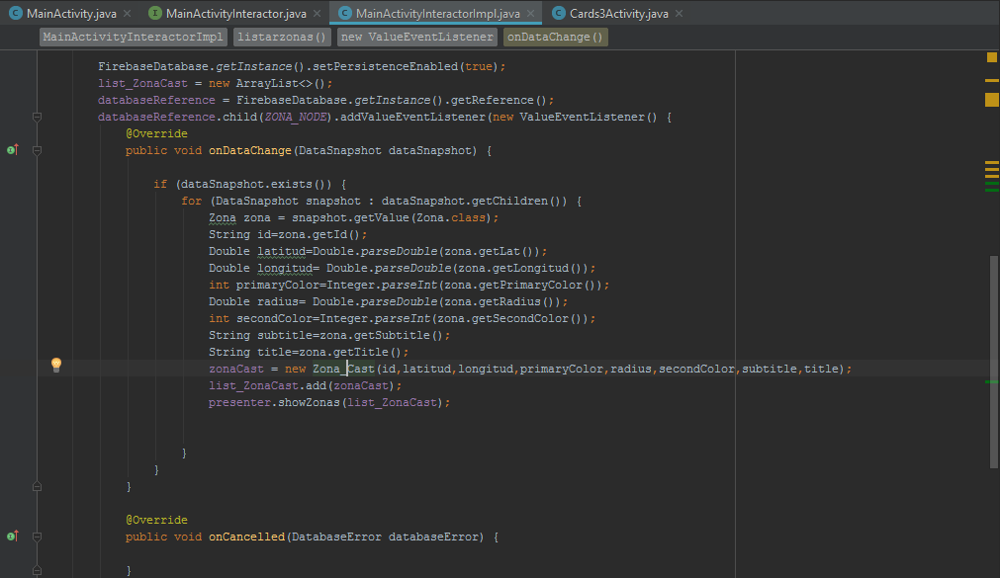 MainActivity.java I MainActivityInteractor.java C MainActivityInteractorImpl.java C Cards3Activity.java
MainActivityInteractorImpl listarzonas() new ValueEventListener onDataChange()
FirebaseDatabase.getInstance().setPersistenceEnabled(true);
list_ZonaCast = new ArrayList<>();
databaseReference = FirebaseDatabase.getInstance().getReference();
databaseReference.child(ZONA_NODE).addValueEventListener(new ValueEventListener() {
@Override
public void onDataChange(DataSnapshot dataSnapshot) {
if (dataSnapshot.exists()) {
for (DataSnapshot snapshot : dataSnapshot.getChildren()) {
Zona zona = snapshot.getValue(Zona.class);
String id=zona.getId();
Double latitud=Double.parseDouble(zona.getLat());
Double longitud= Double.parseDouble(zona.getLongitud());
int primaryColor=Integer.parseInt(zona.getPrimaryColor());
Double radius= Double.parseDouble(zona.getRadius());
int secondColor=Integer.parseInt(zona.getSecondColor());
String subtitle=zona.getSubtitle();
String title=zona.getTitle();
zonaCast = new Zona_Cast(id,latitud,longitud,primaryColor,radius,secondColor,subtitle,title);
list_ZonaCast.add(zonaCast);
presenter.showZonas(list_ZonaCast);
}
}
}
@Override
public void onCancelled(DatabaseError databaseError) {
}